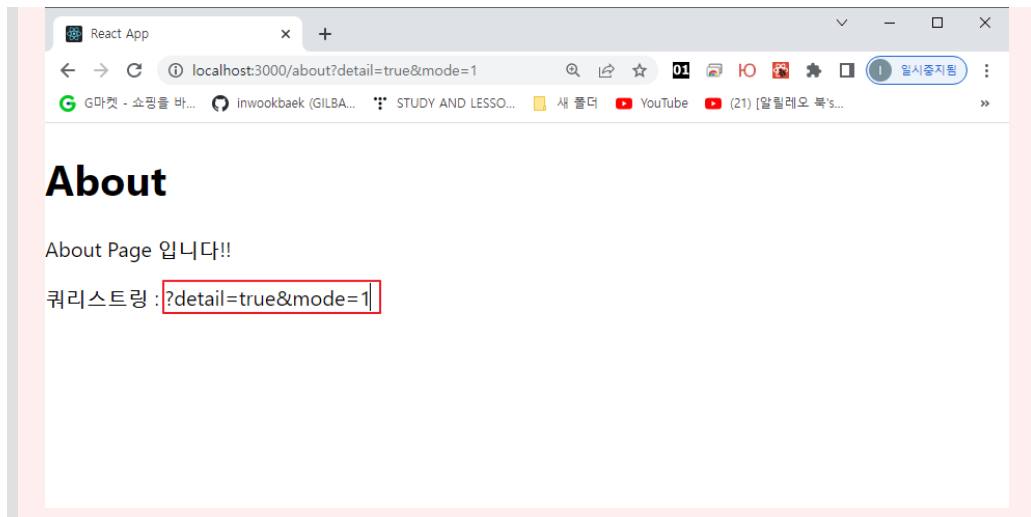 React App
localhost:3000/about?detail=true&mode=1
01
Ю
I 일시중지됨
G G마켓 - 쇼핑을 바...
inwookbaek (GILBA...
STUDY AND LESSO...
새 폴더
YouTube
(21) [알릴레오 북's...
»
About
About Page 입니다!!
쿼리스트링 : ?detail=true&mode=1